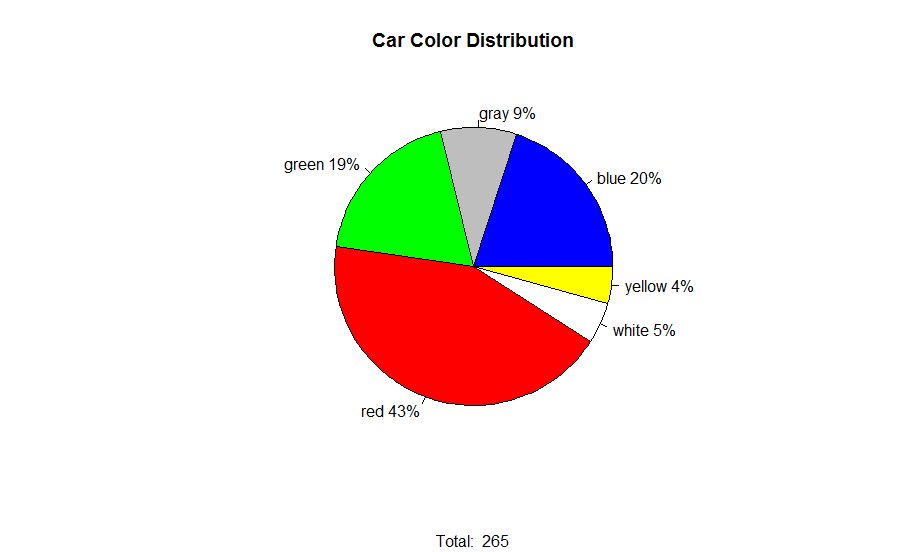 Car Color Distribution
gray 9%
green 19%
blue 20%
yellow 4%
white 5%
red 43%
Total:  265